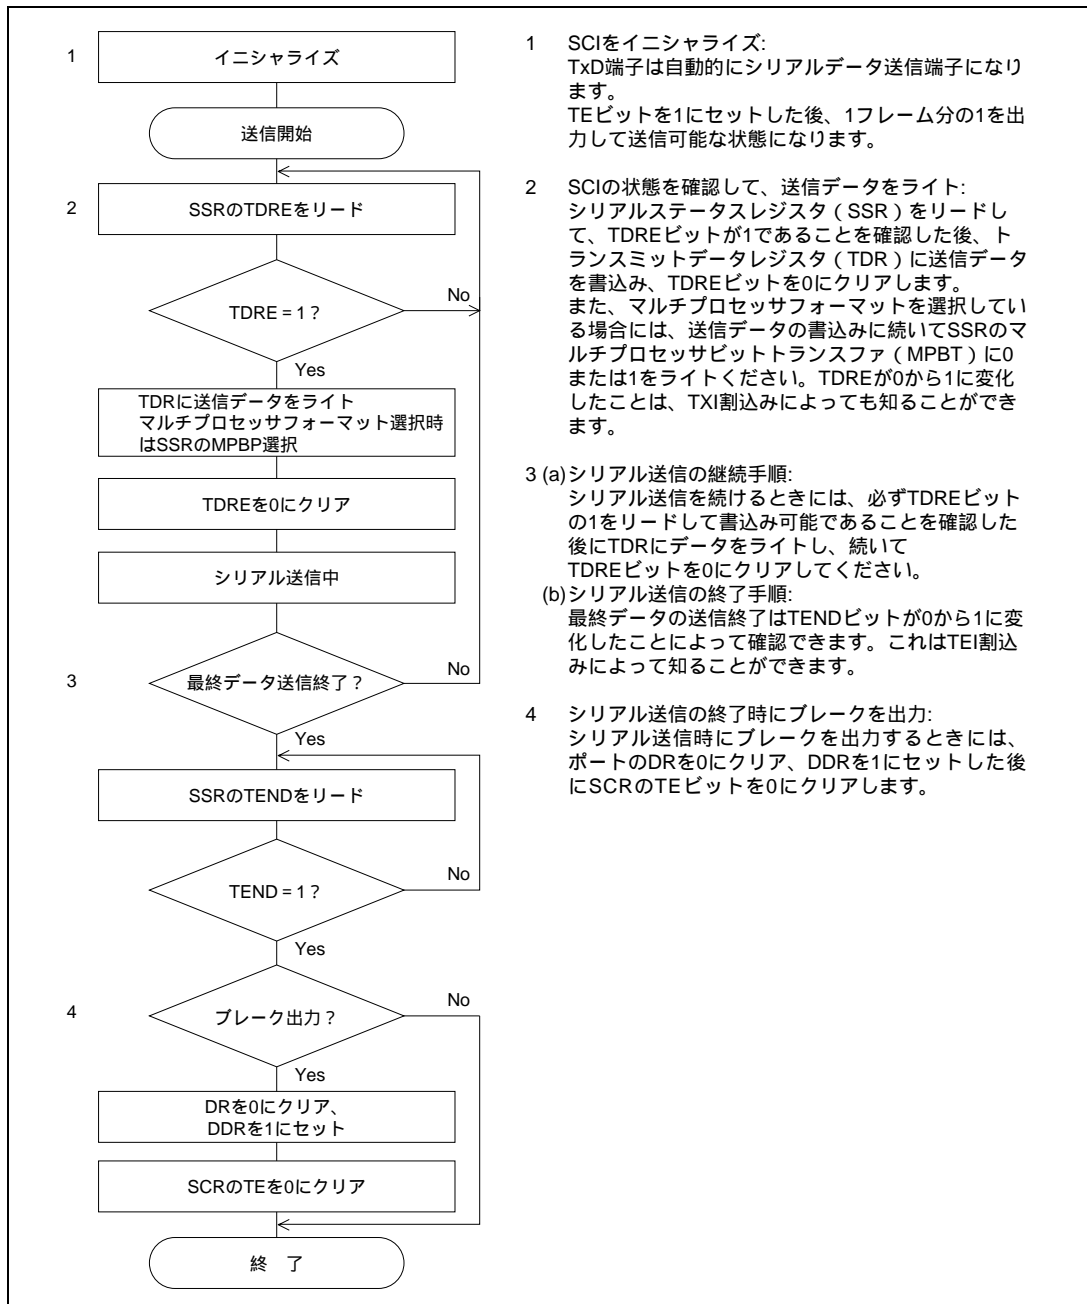 1
イニシャライズ
送信開始
2
SSRのTDREをリード
TDRE = 1?
No
Yes
TDRに送信データをライト
マルチプロセッサフォーマット選択時
はSSRのMPBP選択
TDREを0にクリア
シリアル送信中
3
最終データ送信終了?
No
Yes
SSRのTENDをリード
TEND = 1?
No
Yes
4
ブレーク出力?
No
Yes
DRを0にクリア、
DDRを1にセット
SCRのTEを0にクリア
終 了
1 SCIをイニシャライズ:
TxD端子は自動的にシリアルデータ送信端子になり
ます。
TEビットを1にセットした後、1フレーム分の1を出
力して送信可能な状態になります。
2 SCIの状態を確認して、送信データをライト:
シリアルステータスレジスタ(SSR)をリードし
て、TDREビットが1であることを確認した後、ト
ランスミットデータレジスタ(TDR)に送信データ
を書込み、TDREビットを0にクリアします。
また、マルチプロセッサフォーマットを選択してい
る場合には、送信データの書込みに続いてSSRのマ
ルチプロセッサビットトランスファ(MPBT)に0
または1をライトください。TDREが0から1に変化
したことは、TXI割込みによっても知ることができ
ます。
3 (a)シリアル送信の継続手順:
シリアル送信を続けるときには、必ずTDREビット
の1をリードして書込み可能であることを確認した
後にTDRにデータをライトし、続いて
TDREビットを0にクリアしてください。
(b)シリアル送信の終了手順:
最終データの送信終了はTENDビットが0から1に変
化したことによって確認できます。これはTEI割込
みによって知ることができます。
4 シリアル送信の終了時にブレークを出力:
シリアル送信時にブレークを出力するときには、
ポートのDRを0にクリア、DDRを1にセットした後
にSCRのTEビットを0にクリアします。